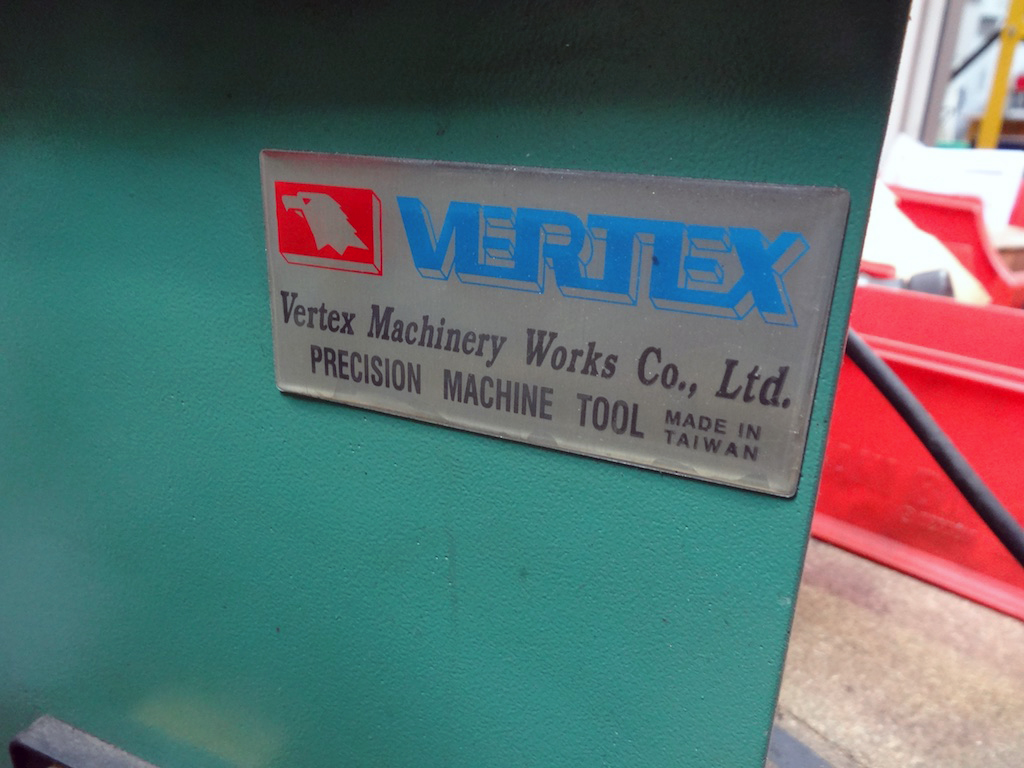 VERTEX
Vertex Machinery Works Co., Ltd.
PRECISION MACHINE TOOL
MADE IN
TAIWAN